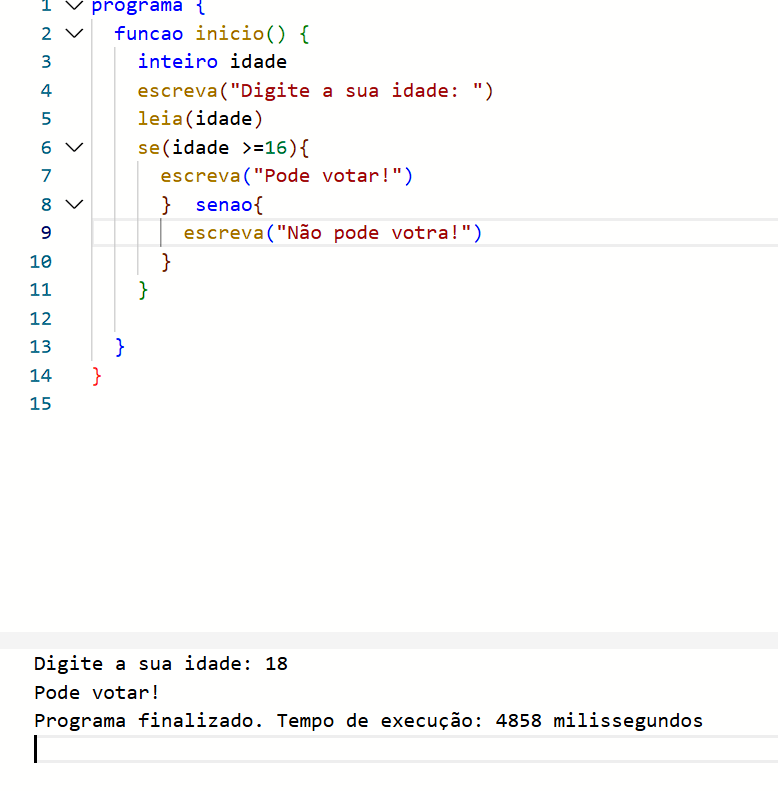 1 programa {
2 funcao inicio() {
3 inteiro idade
4 escreva("Digite a sua idade: ")
5 leia(idade)
6 se(idade >=16){
7 escreva("Pode votar!")
8 } senao{
9 escreva("Não pode votra!")
10 }
11 }
12
13 }
14 }
15
Digite a sua idade: 18
Pode votar!
Programa finalizado. Tempo de execução: 4858 milissegundos